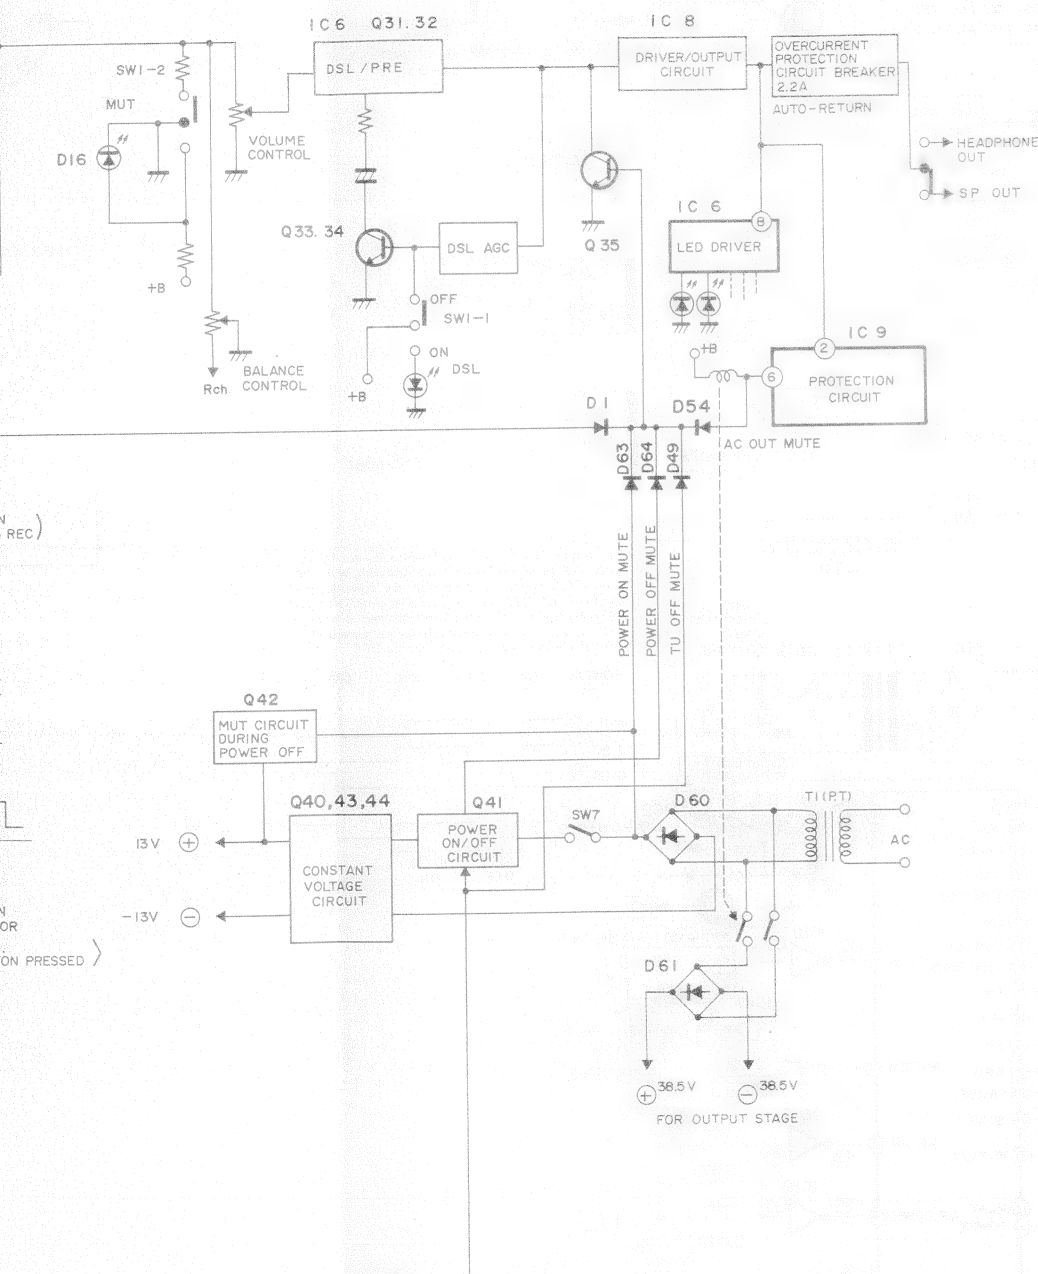 IC 6 Q31.32
IC 8
SW1-2
DSL / PRE
DRIVER/OUTPUT
CIRCUIT
OVERCURRENT
PROTECTION
CIRCUIT BREAKER
2.2A
AUTO-RETURN
MUT
VOLUME
CONTROL
D16
HEADPHONE
OUT
SP OUT
IC 6
Q33.34
DSL AGC
Q35
8
LED DRIVER
+B
OFF
SW1-1
ON
DSL
IC 9
2
+B
6
PROTECTION
CIRCUIT
BALANCE
CONTROL
Rch
+B
D1
D54
AC OUT MUTE
D63
D64
D49
N
REC)
POWER ON MUTE
POWER OFF MUTE
TU OFF MUTE
Q42
MUT CIRCUIT
DURING
POWER OFF
Q40,43,44
Q41
SW7
D60
T1(P.T)
13V +
POWER
ON/OFF
CIRCUIT
AC
CONSTANT
VOLTAGE
CIRCUIT
-13V −
N
OR
ON PRESSED
D61
+ 38.5V
− 38.5V
FOR OUTPUT STAGE